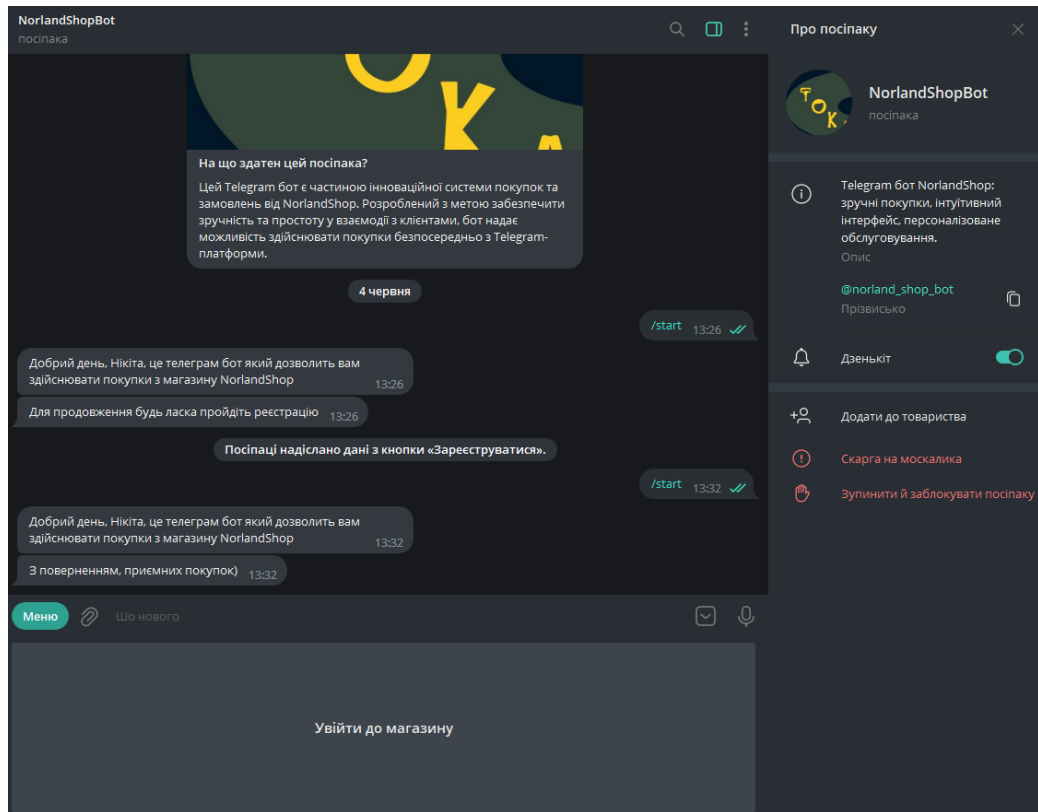 NorlandShopBot
посіпака
ТОКА
На що здатен цей посіпака?
Цей Telegram бот є частиною інноваційної системи покупок та
замовлень від NorlandShop. Розроблений з метою забезпечити
зручність та простоту у взаємодії з клієнтами, бот надає
можливість здійснювати покупки безпосередньо з Telegram-
платформи.
4 червня
/start 13:26
Добрий день, Нікіта, це телеграм бот який дозволить вам
здійснювати покупки з магазину NorlandShop 13:26
Для продовження будь ласка пройдіть реєстрацію 13:26
Посіпаці надіслано дані з кнопки «Зареєструватися».
/start 13:32
Добрий день, Нікіта, це телеграм бот який дозволить вам
здійснювати покупки з магазину NorlandShop 13:32
З поверненням, приємних покупок) 13:32
Меню
Шо нового
Увійти до магазину
Про посіпаку
ТОК
NorlandShopBot
посіпака
Telegram бот NorlandShop:
зручні покупки, інтуїтивний
інтерфейс, персоналізоване
обслуговування.
Опис
@norland_shop_bot
Прізвисько
Дзенькіт
Додати до товариства
Скарга на москалика
Зупинити й заблокувати посіпаку